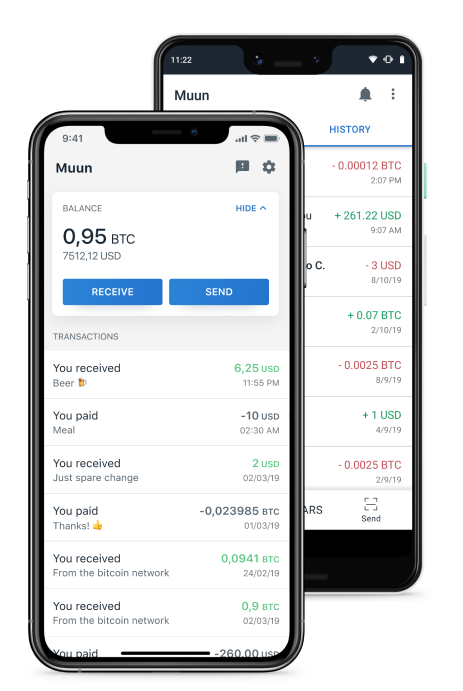 11:22
Muun
HISTORY
- 0.00012 BTC
2:07 PM
+ 261.22 USD
9:07 AM
o C.
- 3 USD
8/10/19
+ 0.07 BTC
2/10/19
- 0.0025 BTC
8/9/19
+ 1 USD
4/9/19
- 0.0025 BTC
2/9/19
ARS
Send
9:41
Muun
BALANCE
HIDE
0,95 BTC
7512,12 USD
RECEIVE
SEND
TRANSACTIONS
You received
6,25 USD
Beer 🍺
11:55 PM
You paid
-10 USD
Meal
02:30 AM
You received
2 USD
Just spare change
02/03/19
You paid
-0,023985 BTC
Thanks! 👍
01/03/19
You received
0,0941 BTC
From the bitcoin network
24/02/19
You received
0,9 BTC
From the bitcoin network
02/03/19
You paid
-260.00 USD